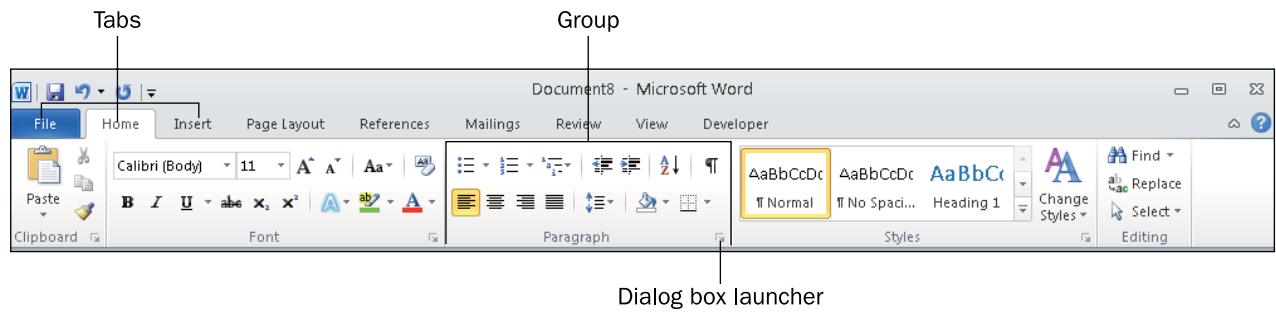 Tabs Group
Document8 - Microsoft Word
File Home Insert Page Layout References Mailings Review View Developer
Calibri (Body) 11 Aa AaBbCcDc AaBbCcDc AaBbCc Find
Paste B I U abc x₂ x² A ab A ¶ Normal ¶ No Spaci... Heading 1 Change Styles Replace
Select
Clipboard Font Paragraph Styles Editing
Dialog box launcher